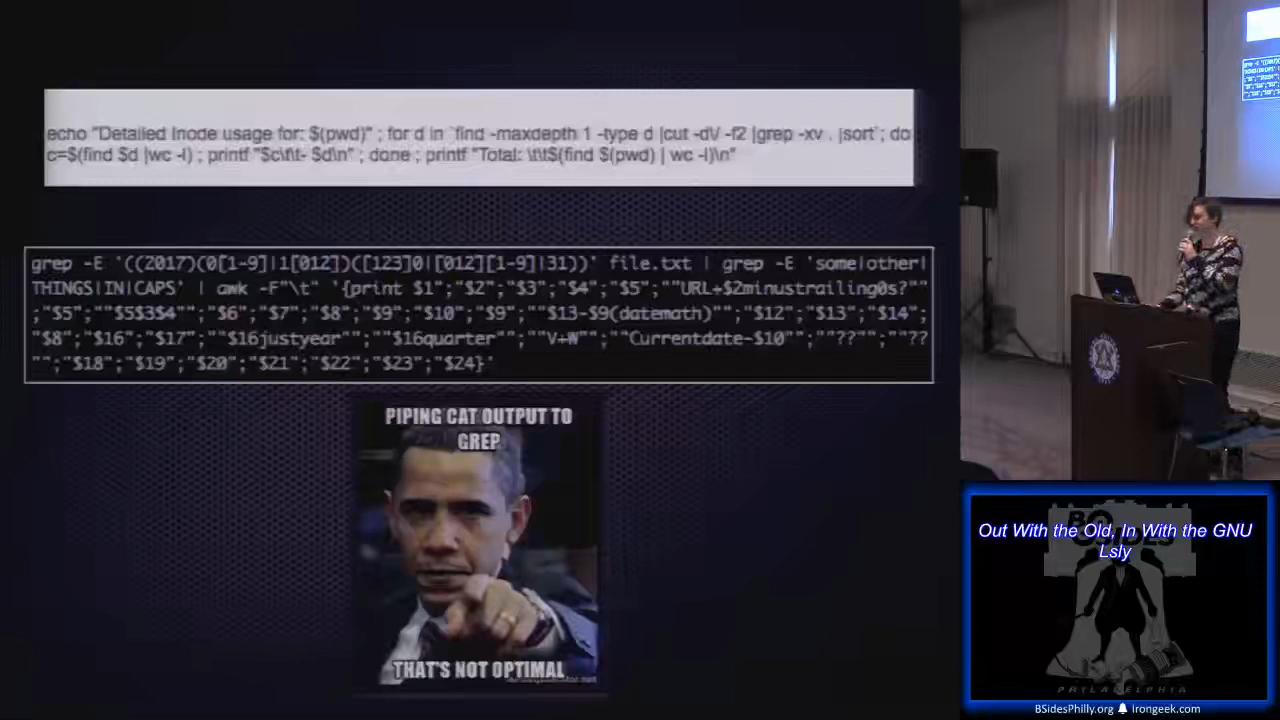 echo "Detailed Inode usage for: $(pwd)" ; for d in `find -maxdepth 1 -type d |cut -d\/ -f2 |grep -xv . |sort`; do
c=$(find $d |wc -l) ; printf "$c\t\t- $d\n" ; done ; printf "Total: \t\t$(find $(pwd) | wc -l)\n"
grep -E '((2017)(0[1-9]|1[012])([123]0|[012][1-9]|31))' file.txt | grep -E 'some|other|
THINGS|IN|CAPS' | awk -F"\t" '{print $1";"$2";"$3";"$4";"$5";""URL+$2minustrailing0s?""
;"$5";""$5$3$4"";"$6";"$7";"$8";"$9";"$10";"$9";""$13-$9(datemath)"";"$12";"$13";"$14";
"$8";"$16";"$17";""$16justyear"";""$16quarter"";""V+W"";""Currentdate-$10"";""??"";""??
"";"$18";"$19";"$20";"$21";"$22";"$23";"$24}'
PIPING CAT OUTPUT TO
GREP
THAT'S NOT OPTIMAL
Out With the Old, In With the GNU
Lsly
BSIDES
PHILADELPHIA
BSidesPhilly.org Irongeek.com